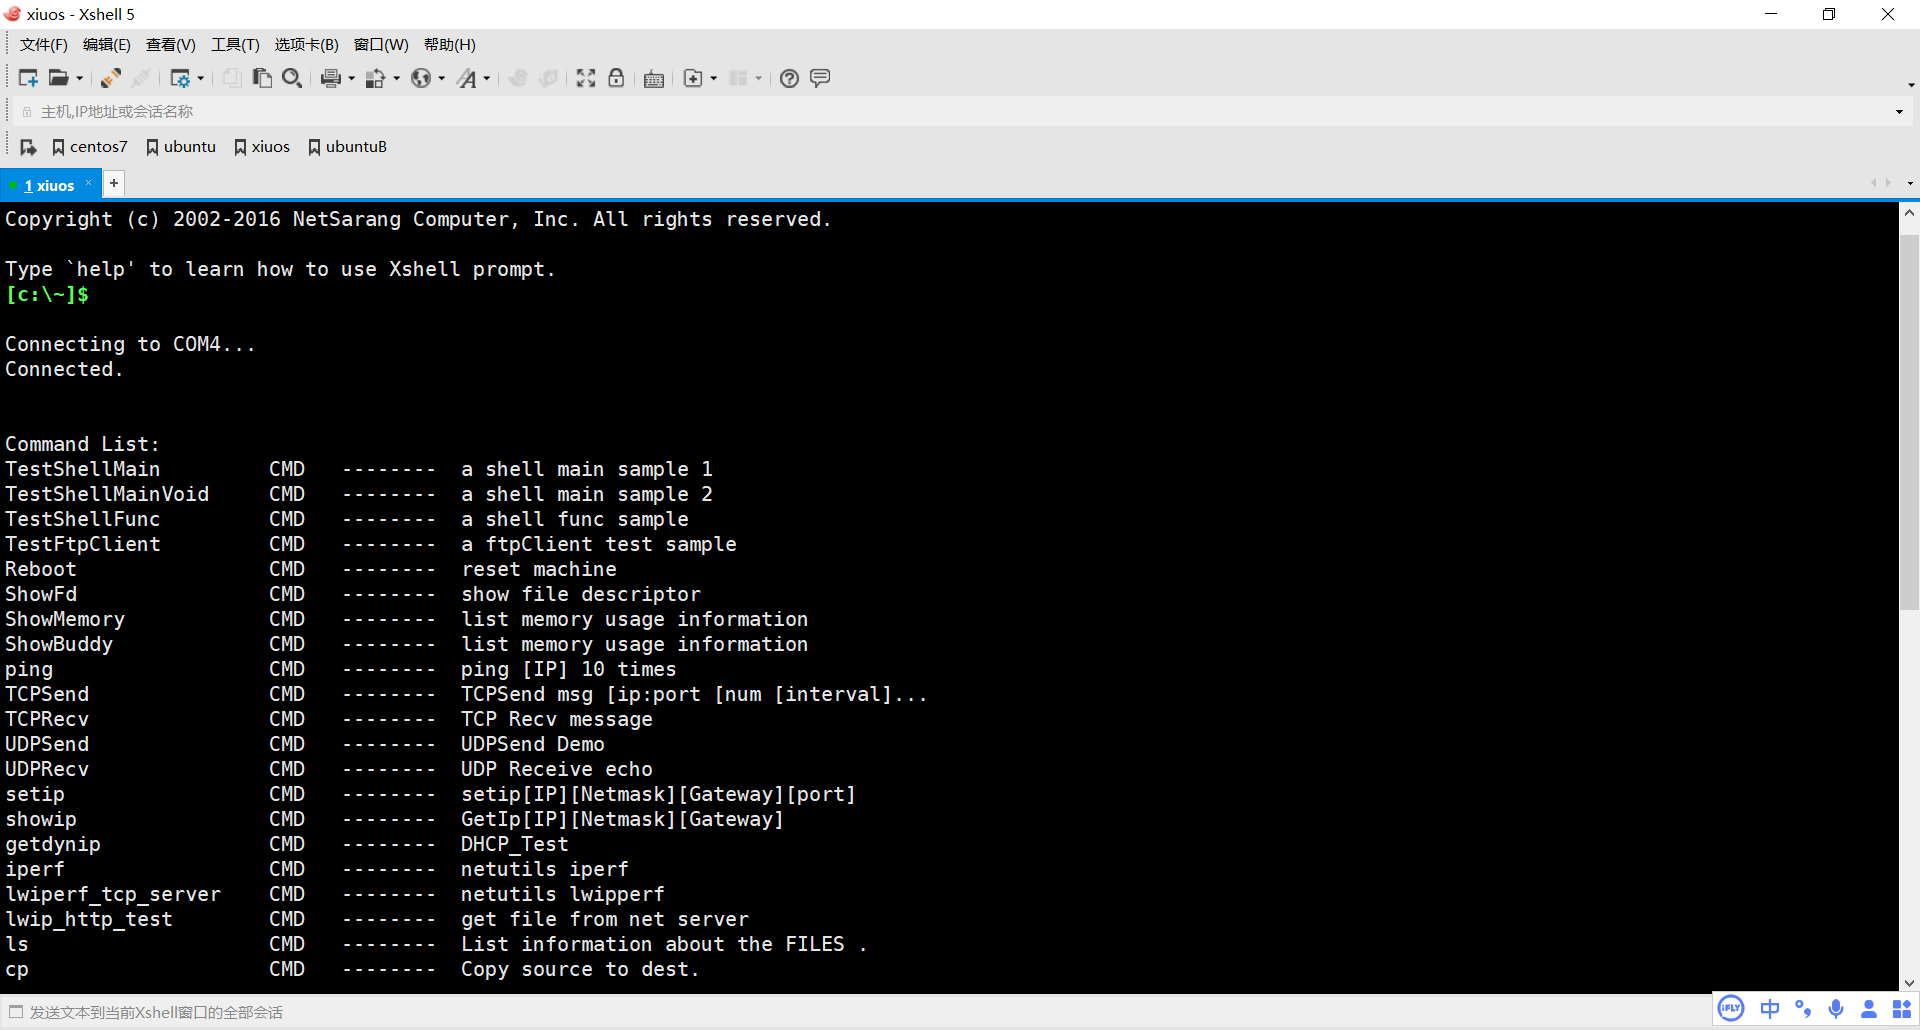 xiuos - Xshell 5
文件(F) 编辑(E) 查看(V) 工具(T) 选项卡(B) 窗口(W) 帮助(H)
主机,IP地址或会话名称
centos7 ubuntu xiuos ubuntuB
1 xiuos × +
Copyright (c) 2002-2016 NetSarang Computer, Inc. All rights reserved.
Type `help' to learn how to use Xshell prompt.
[c:\~]$
Connecting to COM4...
Connected.
Command List:
TestShellMain CMD -------- a shell main sample 1
TestShellMainVoid CMD -------- a shell main sample 2
TestShellFunc CMD -------- a shell func sample
TestFtpClient CMD -------- a ftpClient test sample
Reboot CMD -------- reset machine
ShowFd CMD -------- show file descriptor
ShowMemory CMD -------- list memory usage information
ShowBuddy CMD -------- list memory usage information
ping CMD -------- ping [IP] 10 times
TCPSend CMD -------- TCPSend msg [ip:port [num [interval]...
TCPRecv CMD -------- TCP Recv message
UDPSend CMD -------- UDPSend Demo
UDPRecv CMD -------- UDP Receive echo
setip CMD -------- setip[IP][Netmask][Gateway][port]
showip CMD -------- GetIp[IP][Netmask][Gateway]
getdynip CMD -------- DHCP_Test
iperf CMD -------- netutils iperf
lwiperf_tcp_server CMD -------- netutils lwipperf
lwip_http_test CMD -------- get file from net server
ls CMD -------- List information about the FILES .
cp CMD -------- Copy source to dest.
发送文本到当前Xshell窗口的全部会话
iFLY 中